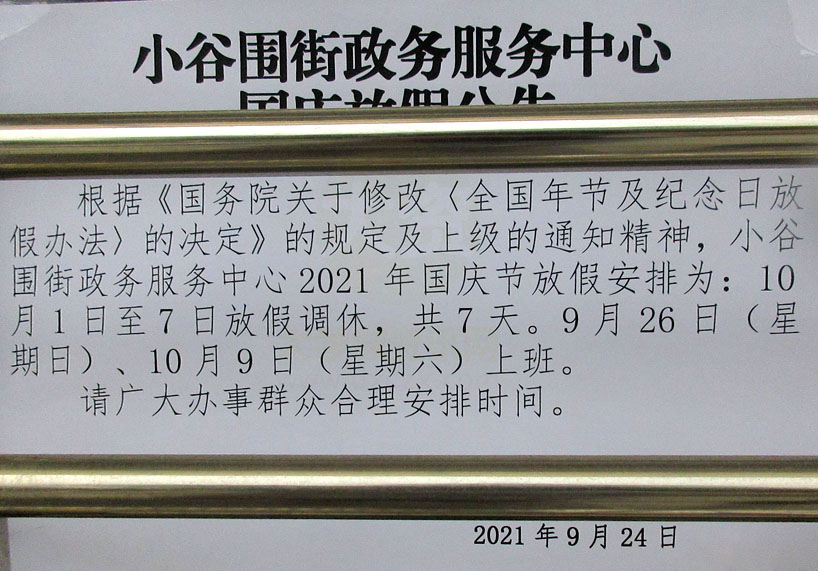 小谷围街政务服务中心
国庆放假公告
根据《国务院关于修改〈全国年节及纪念日放
假办法〉的决定》的规定及上级的通知精神，小谷
围街政务服务中心2021年国庆节放假安排为：10
月1日至7日放假调休，共7天。9月26日（星
期日）、10月9日（星期六）上班。
请广大办事群众合理安排时间。
2021年9月24日